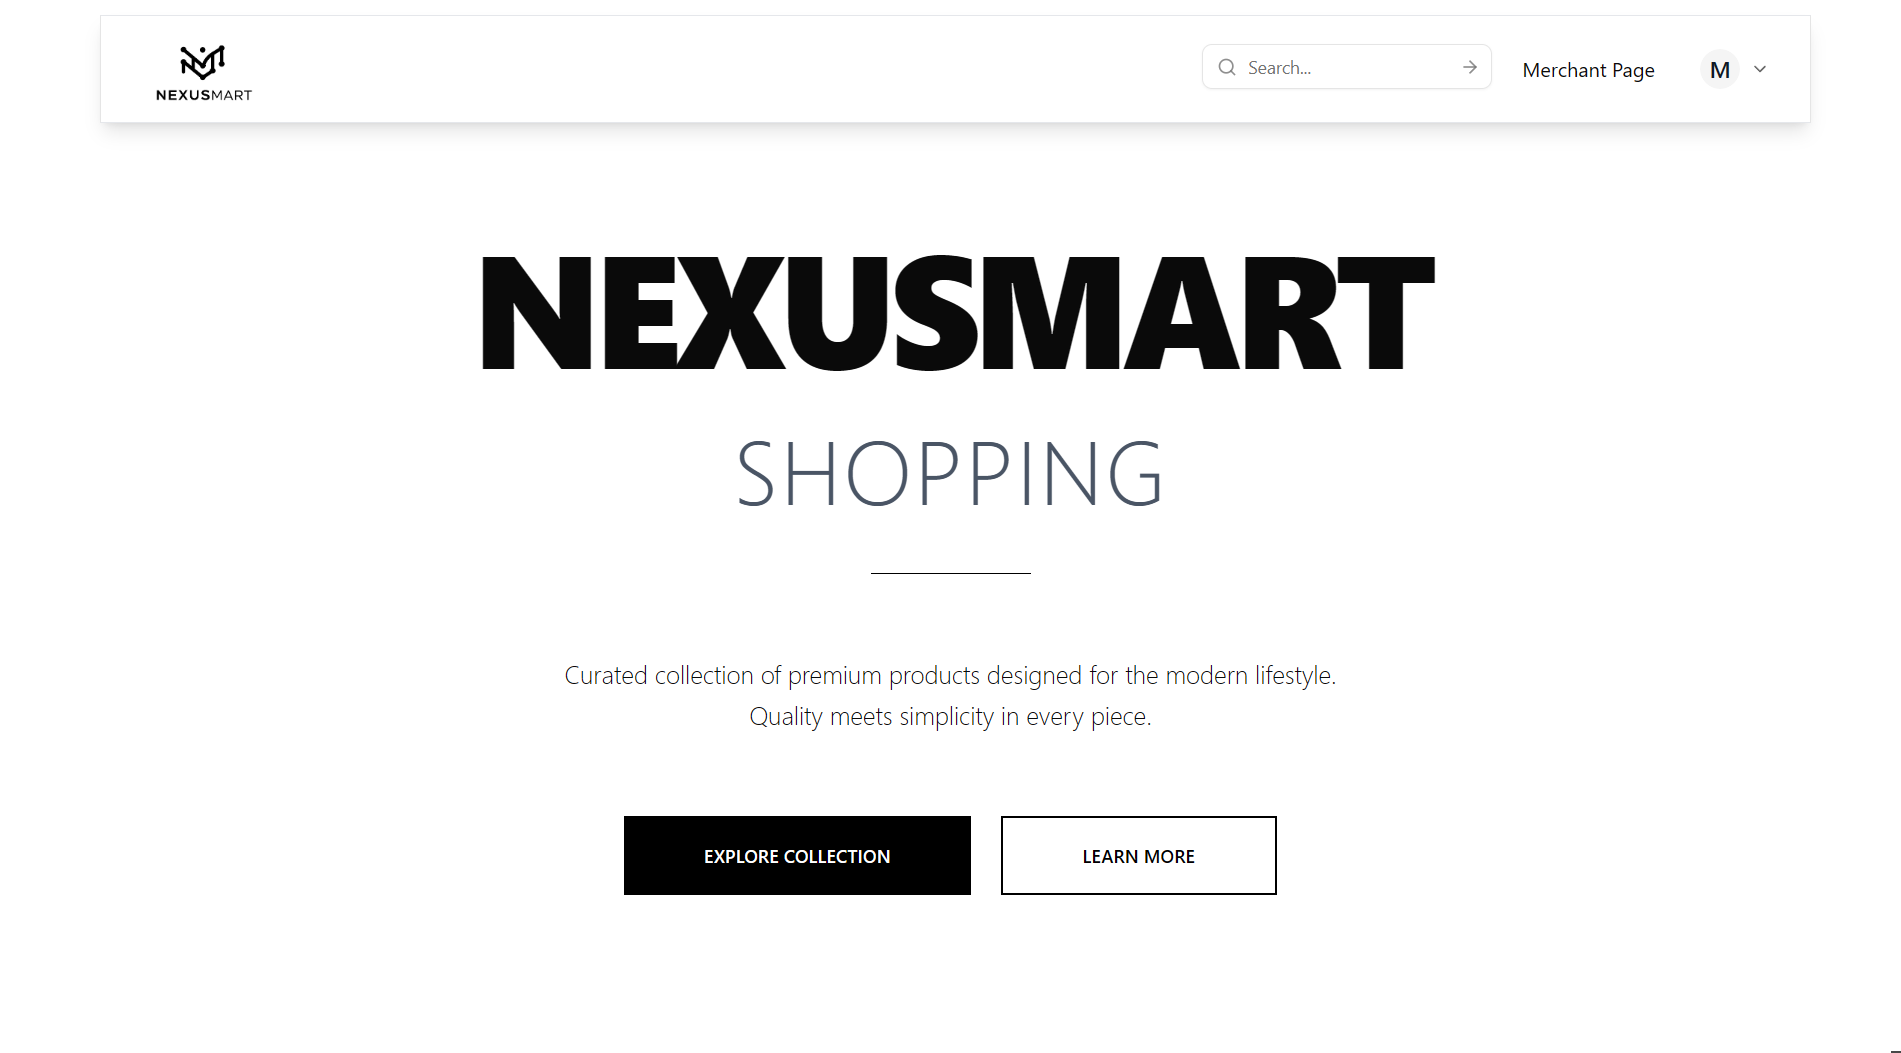 NEXUSMART
Search...
Merchant Page
M
NEXUSMART
SHOPPING
Curated collection of premium products designed for the modern lifestyle.
Quality meets simplicity in every piece.
EXPLORE COLLECTION
LEARN MORE